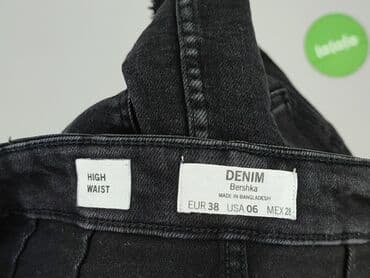 HIGH
WAIST
DENIM
Bershka
MADE IN BANGLADESH
EUR 38 USA 06 MEX 28